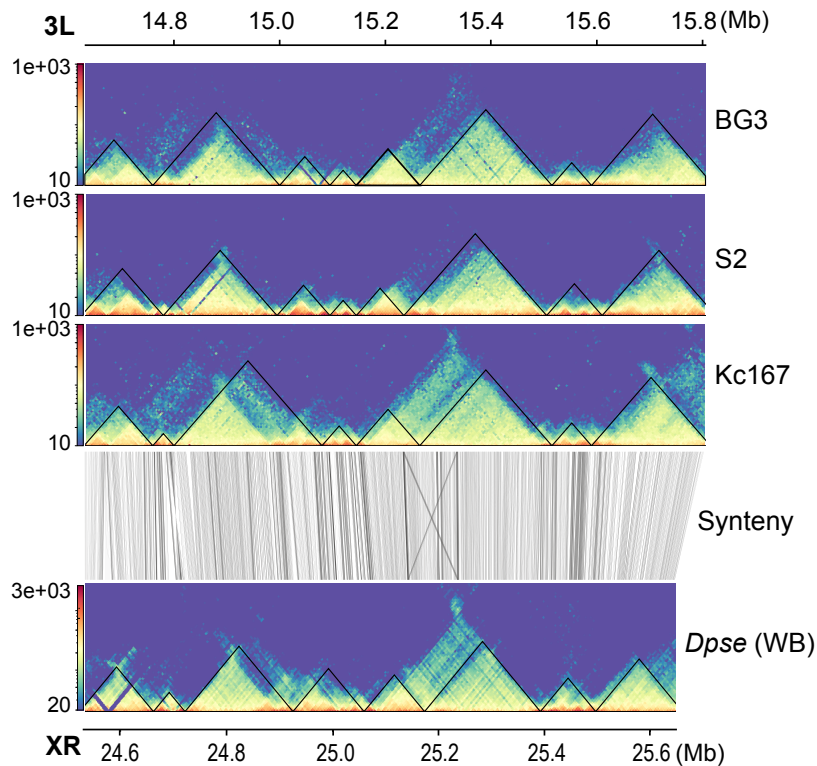 3L 14.8 15.0 15.2 15.4 15.6 15.8 (Mb)
1e+03
BG3
10
S2
10
1e+03
Kc167
10
Synteny
3e+03
Dpse (WB)
20
XR 24.6 24.8 25.0 25.2 25.4 25.6 (Mb)